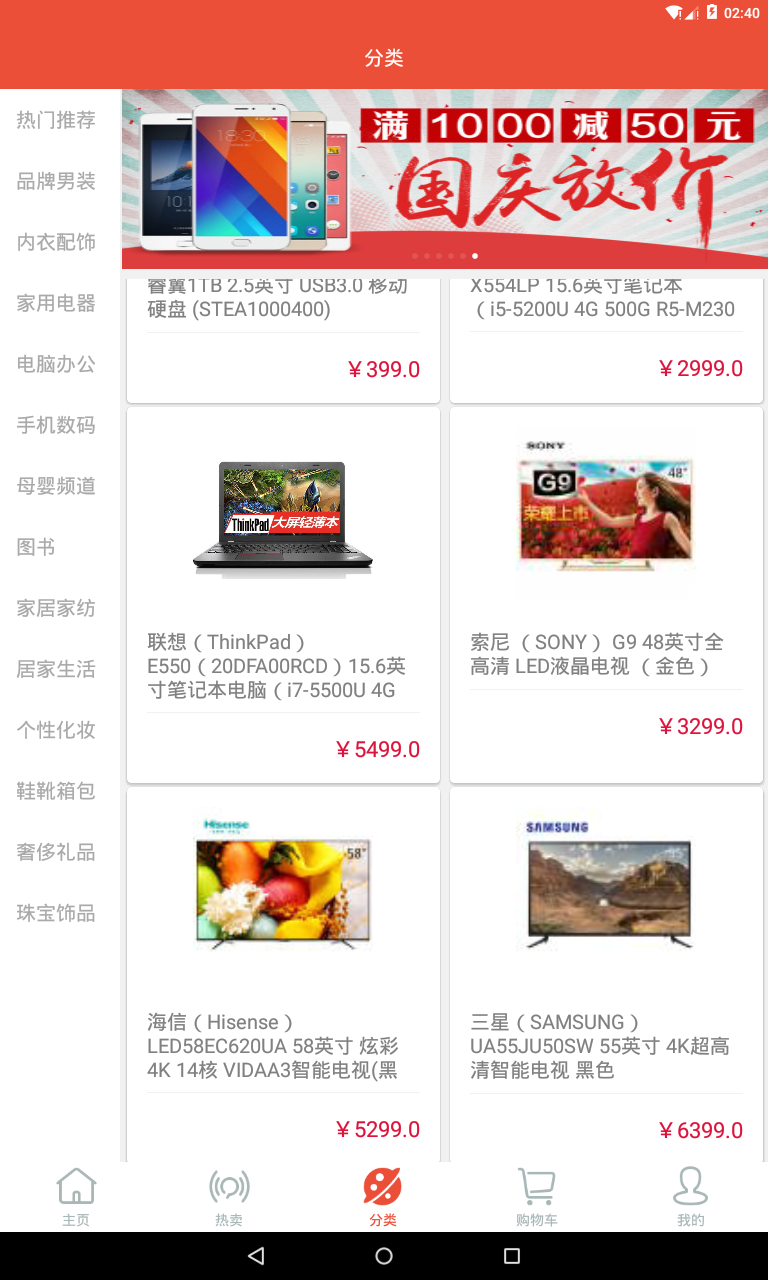 02:40
分类
热门推荐
品牌男装
内衣配饰
家用电器
电脑办公
手机数码
母婴频道
图书
家居家纺
居家生活
个性化妆
鞋靴箱包
奢侈礼品
珠宝饰品
满1000减50元
国庆放价
18:30
睿翼1TB 2.5英寸 USB3.0 移动
硬盘 (STEA1000400)
￥399.0
X554LP 15.6英寸笔记本
（i5-5200U 4G 500G R5-M230
￥2999.0
ThinkPad 大屏轻薄本
联想（ThinkPad）
E550（20DFA00RCD）15.6英
寸笔记本电脑（i7-5500U 4G
￥5499.0
SONY
48"
G9
荣耀上市
索尼 （SONY） G9 48英寸全
高清 LED液晶电视 （金色）
￥3299.0
Hisense
58"
海信（Hisense）
LED58EC620UA 58英寸 炫彩
4K 14核 VIDAA3智能电视(黑
￥5299.0
SAMSUNG
三星（SAMSUNG）
UA55JU50SW 55英寸 4K超高
清智能电视 黑色
￥6399.0
主页
热卖
分类
购物车
我的